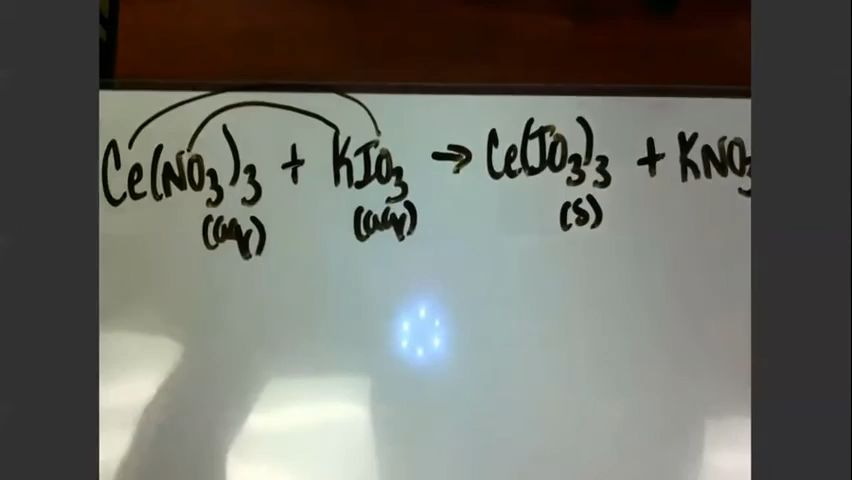 Ce(NO3)3 + KIO3 → Ce(IO3)3 + KNO3
(aq) (aq) (s)